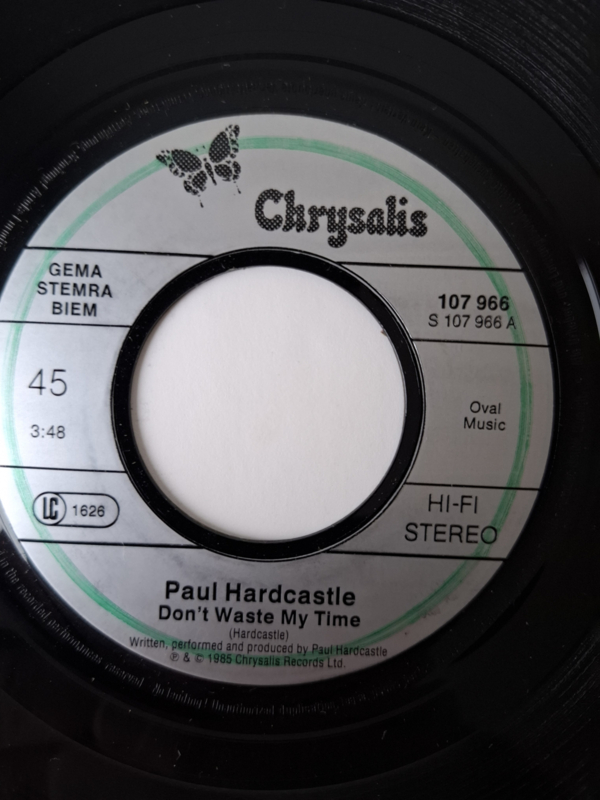 Chrysalis
GEMA
STEMRA
BIEM
107 966
S 107 966 A
45
3:48
Oval
Music
LC 1626
HI-FI
STEREO
Paul Hardcastle
Don't Waste My Time
(Hardcastle)
Written, performed and produced by Paul Hardcastle
℗ & © 1985 Chrysalis Records Ltd.